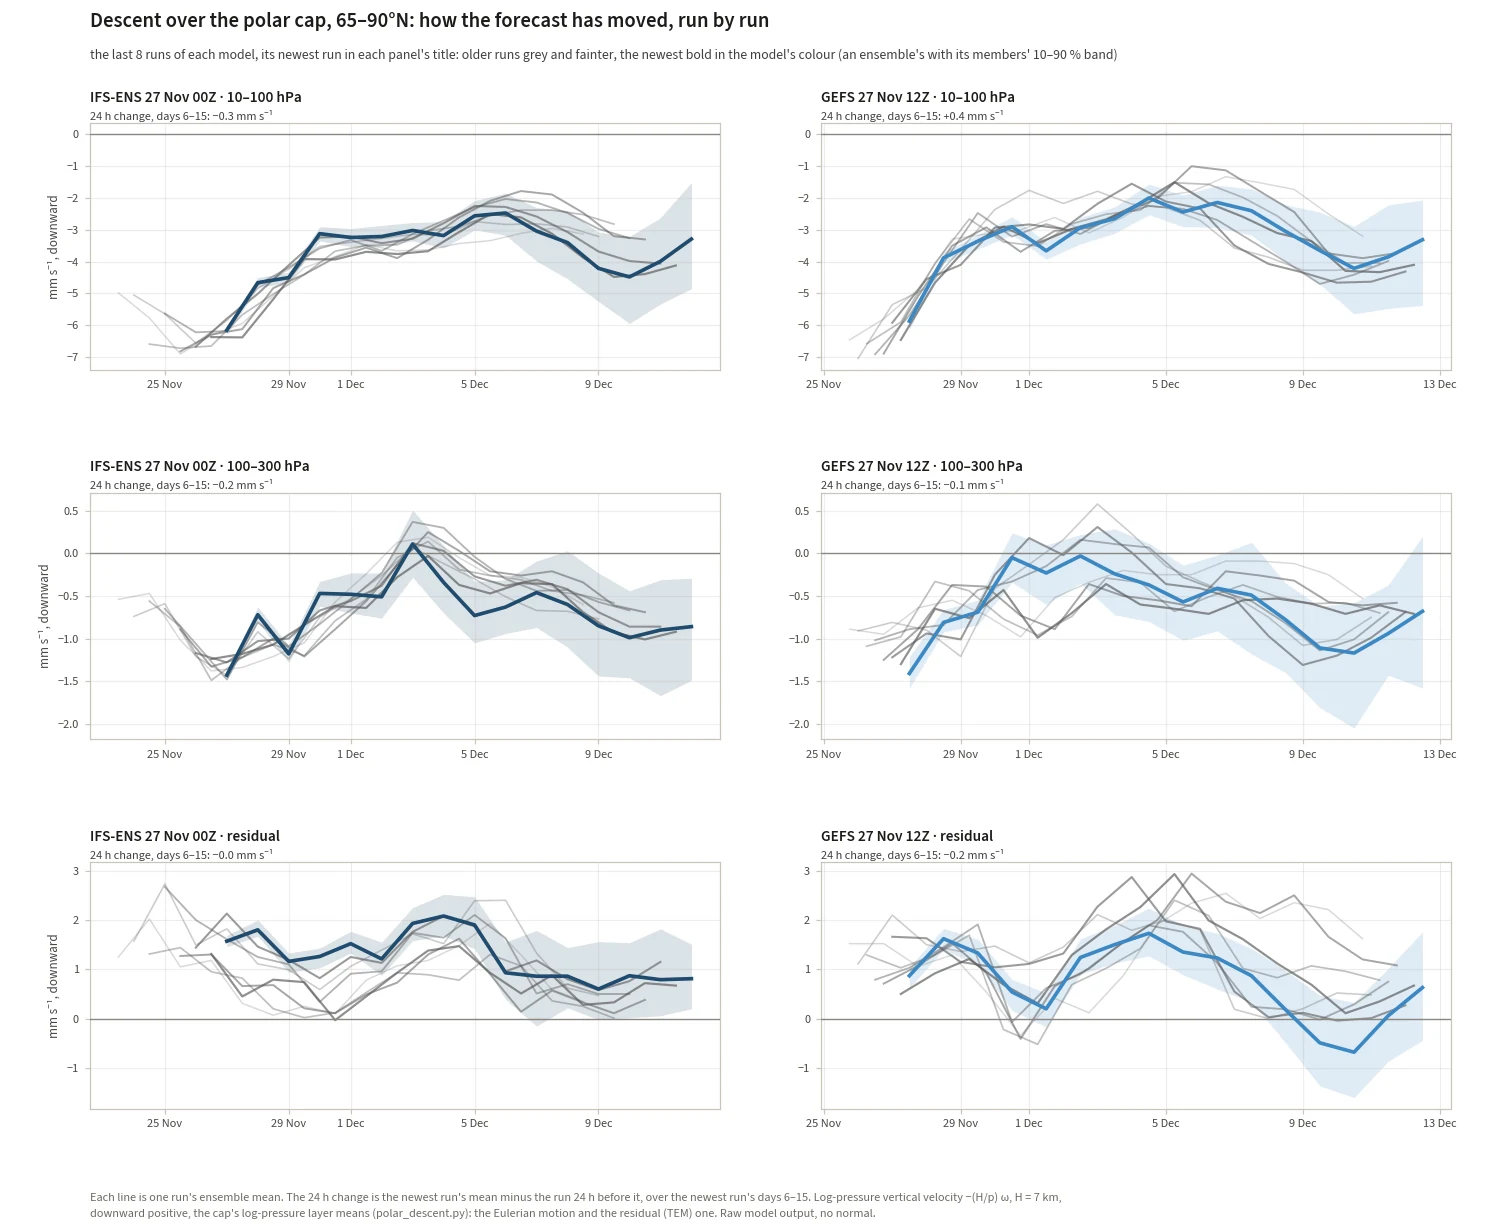 Descent over the polar cap, 65–90°N: how the forecast has moved, run by run
the last 8 runs of each model, its newest run in each panel's title: older runs grey and fainter, the newest bold in the model's colour (an ensemble's with its members' 10–90 % band)
IFS-ENS 27 Nov 00Z · 10–100 hPa
24 h change, days 6–15: −0.3 mm s⁻¹
0
−1
−2
−3
−4
−5
−6
−7
mm s⁻¹, downward
25 Nov 29 Nov 1 Dec 5 Dec 9 Dec
GEFS 27 Nov 12Z · 10–100 hPa
24 h change, days 6–15: +0.4 mm s⁻¹
0
−1
−2
−3
−4
−5
−6
−7
25 Nov 29 Nov 1 Dec 5 Dec 9 Dec 13 Dec
IFS-ENS 27 Nov 00Z · 100–300 hPa
24 h change, days 6–15: −0.2 mm s⁻¹
0.5
0.0
−0.5
−1.0
−1.5
−2.0
mm s⁻¹, downward
25 Nov 29 Nov 1 Dec 5 Dec 9 Dec
GEFS 27 Nov 12Z · 100–300 hPa
24 h change, days 6–15: −0.1 mm s⁻¹
0.5
0.0
−0.5
−1.0
−1.5
−2.0
25 Nov 29 Nov 1 Dec 5 Dec 9 Dec 13 Dec
IFS-ENS 27 Nov 00Z · residual
24 h change, days 6–15: −0.0 mm s⁻¹
3
2
1
0
−1
mm s⁻¹, downward
25 Nov 29 Nov 1 Dec 5 Dec 9 Dec
GEFS 27 Nov 12Z · residual
24 h change, days 6–15: −0.2 mm s⁻¹
3
2
1
0
−1
25 Nov 29 Nov 1 Dec 5 Dec 9 Dec 13 Dec
Each line is one run's ensemble mean. The 24 h change is the newest run's mean minus the run 24 h before it, over the newest run's days 6–15. Log-pressure vertical velocity −(H/p) ω, H = 7 km,
downward positive, the cap's log-pressure layer means (polar_descent.py): the Eulerian motion and the residual (TEM) one. Raw model output, no normal.